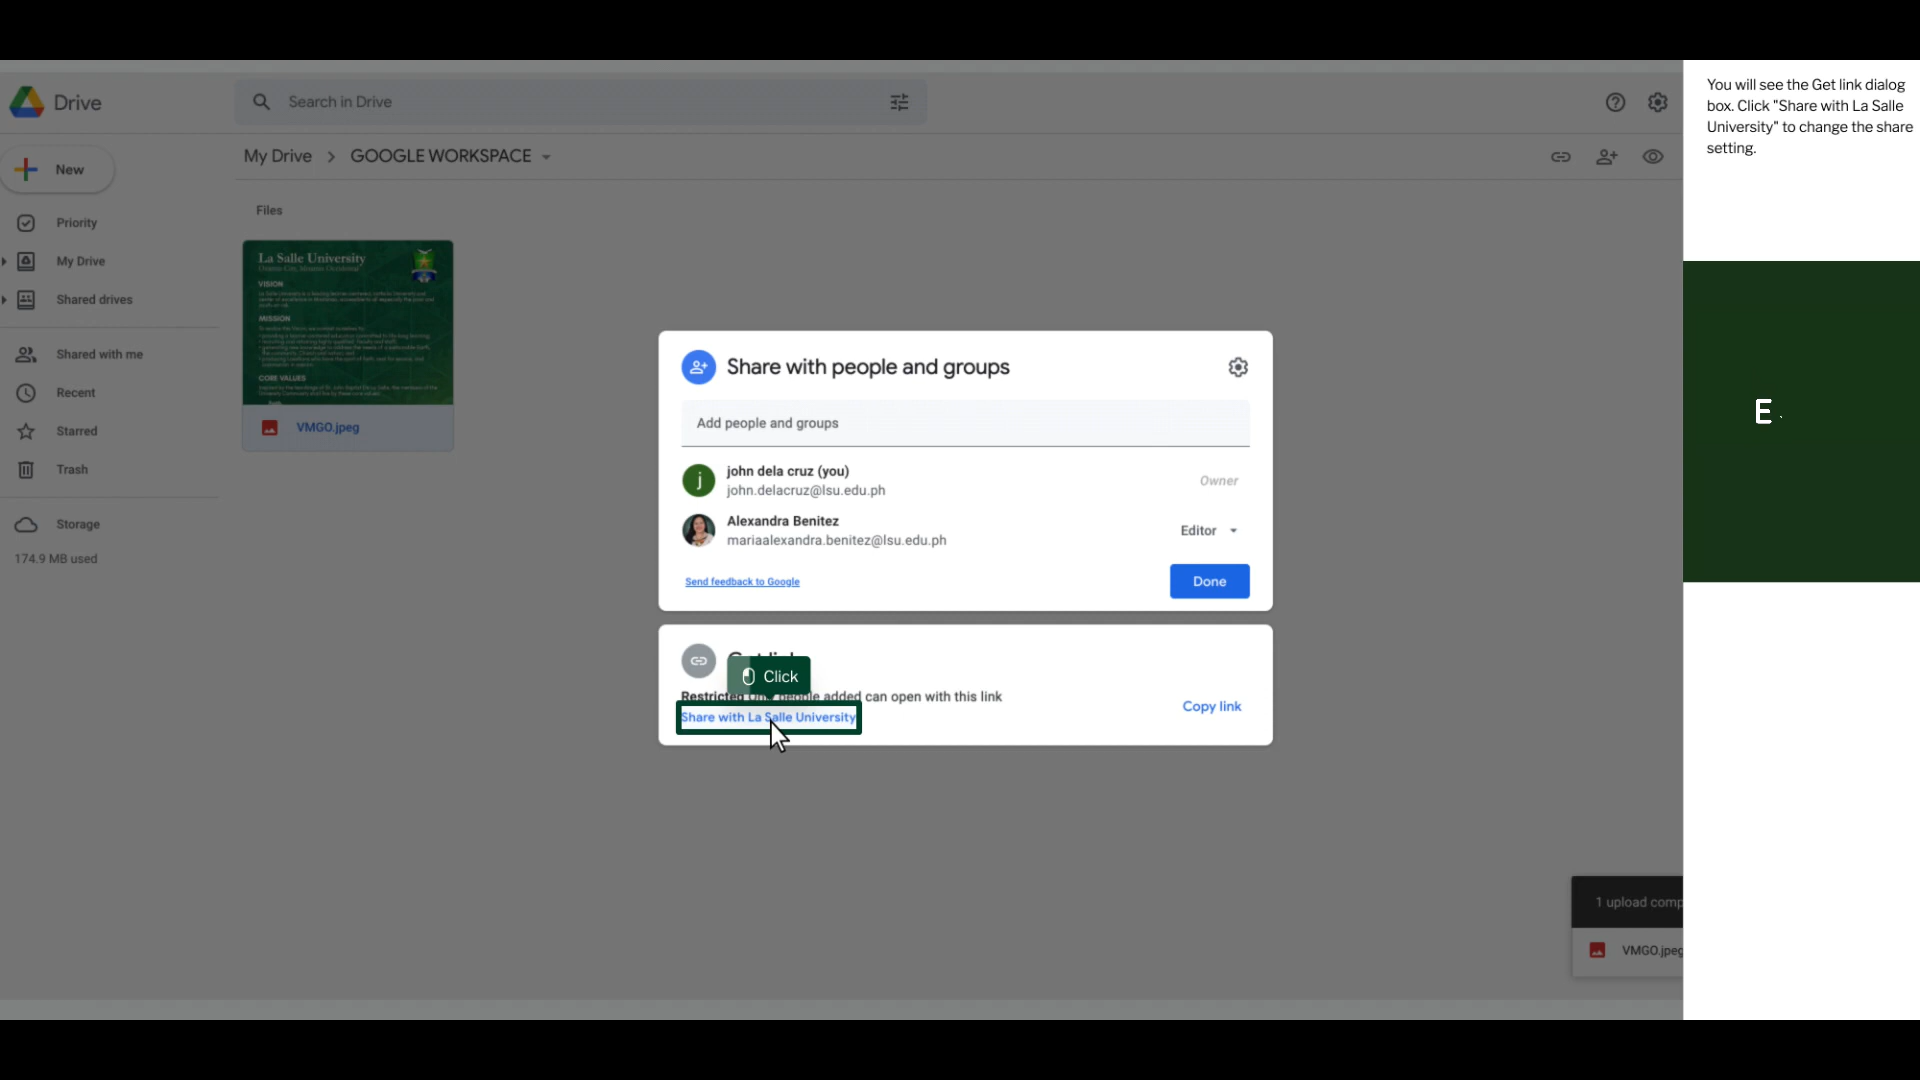 Drive
Search in Drive
You will see the Get link dialog
box. Click "Share with La Salle
University" to change the share
setting.
My Drive
GOOGLE WORKSPACE
New
Priority
My Drive
Shared drives
Shared with me
Recent
Starred
Trash
Storage
174.9 MB used
Files
La Salle University
VISION
MISSION
CORE VALUES
VMGO.jpeg
Share with people and groups
Add people and groups
john dela cruz (you)
john.delacruz@lsu.edu.ph
Owner
Alexandra Benitez
mariaalexandra.benitez@lsu.edu.ph
Editor
Send feedback to Google
Done
Click
Restricted people added can open with this link
Share with La Salle University
Copy link
E
1 upload comp
VMGO.jpeg